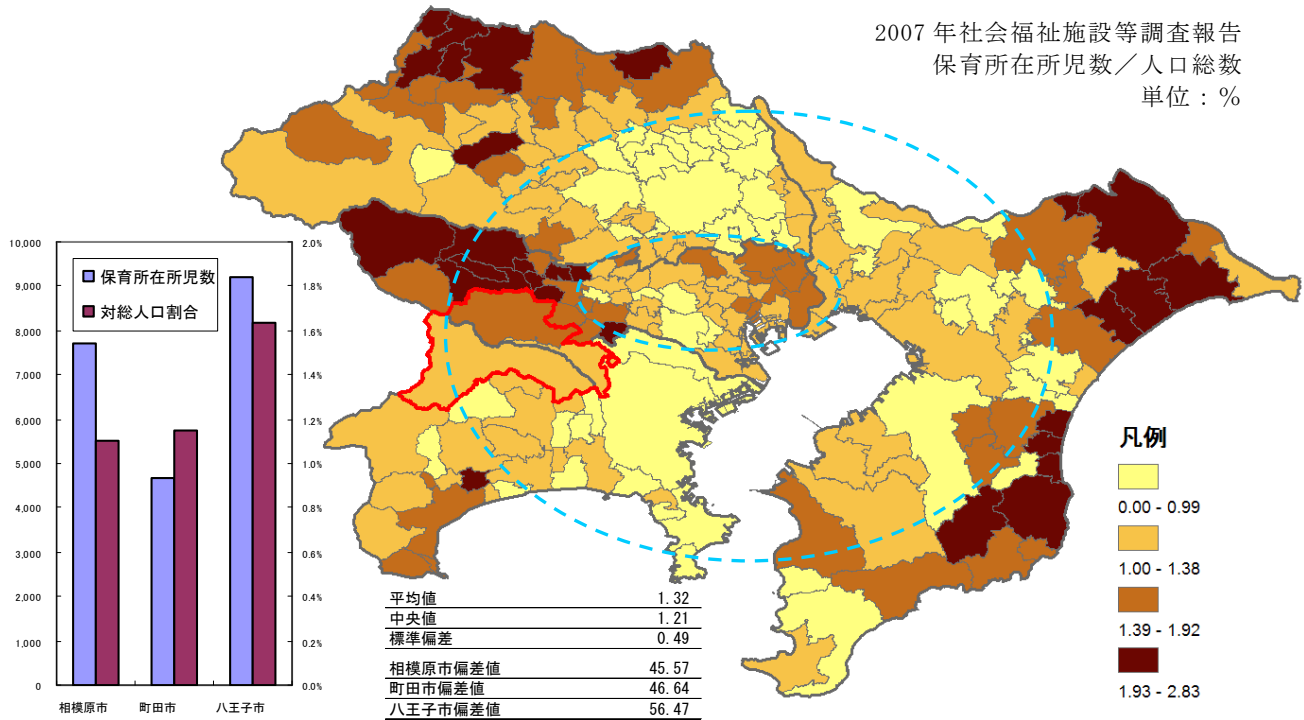 2007年社会福祉施設等調査報告
保育所在所児数／人口総数
単位：%
10,000
9,000
8,000
7,000
6,000
5,000
4,000
3,000
2,000
1,000
0
保育所在所児数
対総人口割合
2.0%
1.8%
1.6%
1.4%
1.2%
1.0%
0.8%
0.6%
0.4%
0.2%
0.0%
相模原市 町田市 八王子市
平均値 1.32
中央値 1.21
標準偏差 0.49
相模原市偏差値 45.57
町田市偏差値 46.64
八王子市偏差値 56.47
凡例
0.00 - 0.99
1.00 - 1.38
1.39 - 1.92
1.93 - 2.83